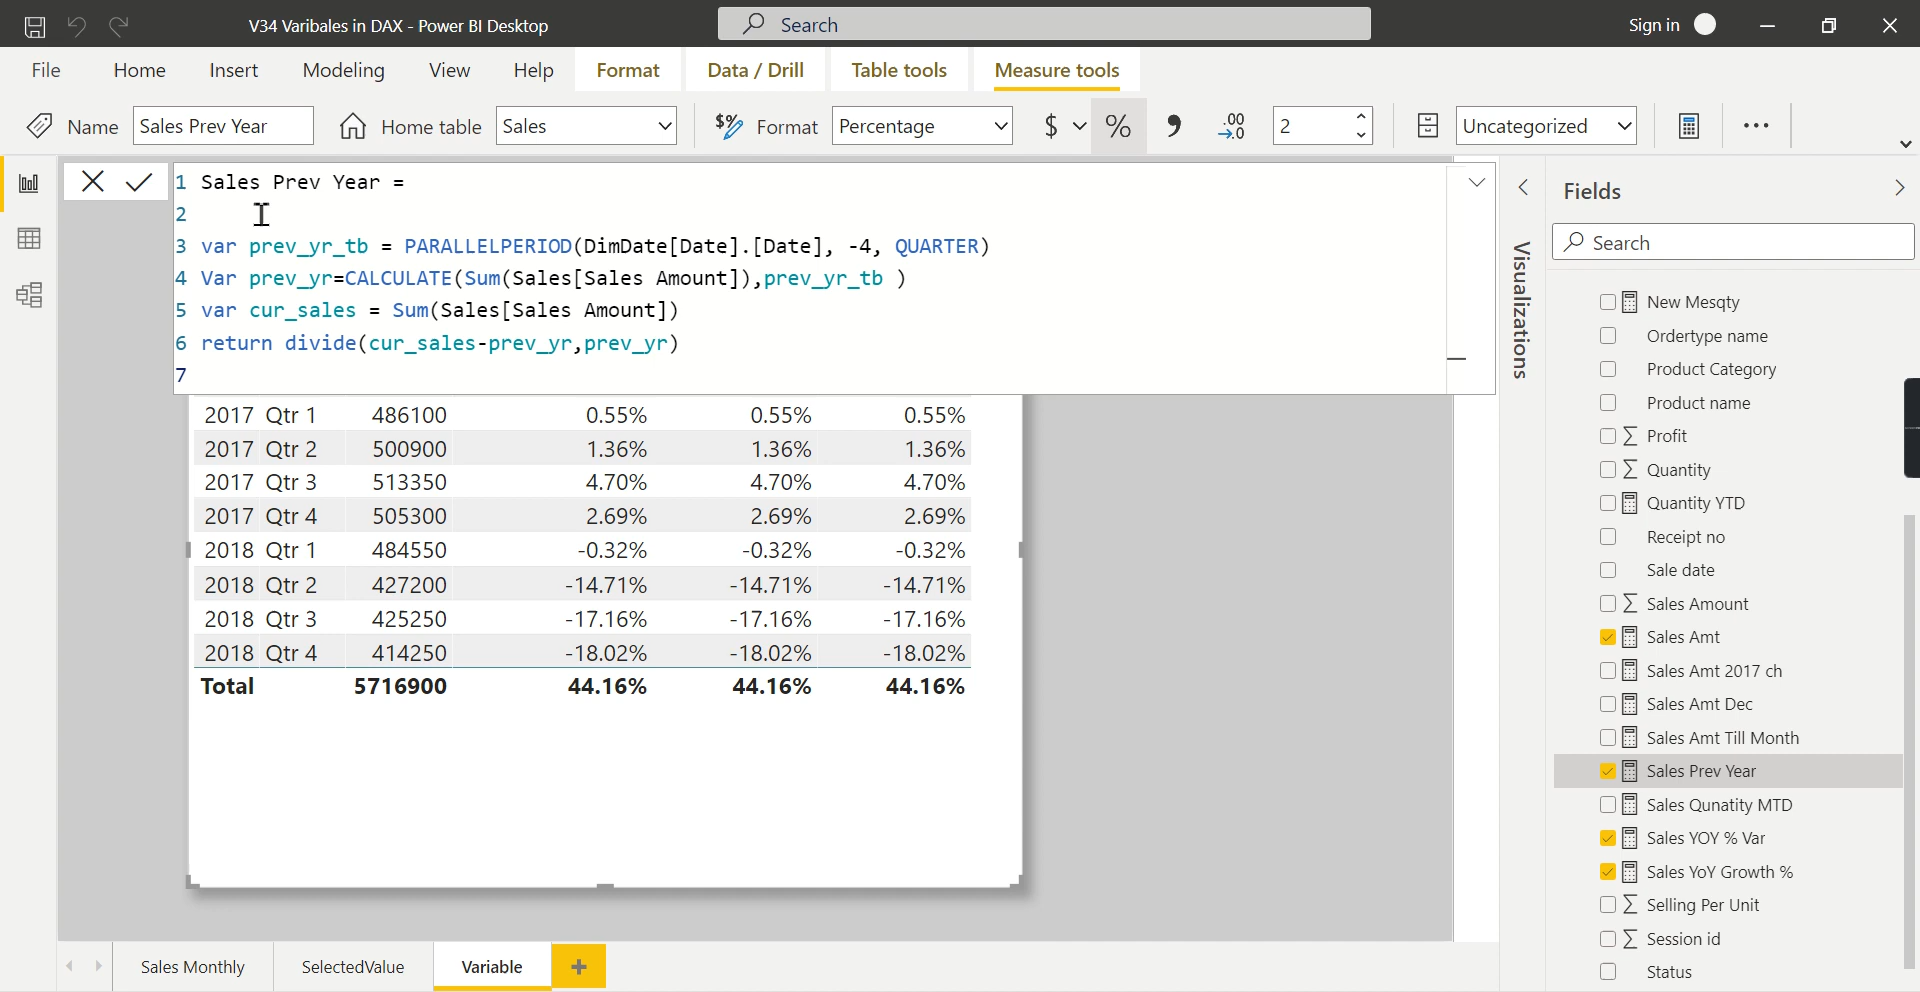 V34 Varibales in DAX - Power BI Desktop
Search
Sign in
File Home Insert Modeling View Help Format Data / Drill Table tools Measure tools
Name Sales Prev Year Home table Sales $% Format Percentage $ % , .00 .0 2 Uncategorized ...
1 Sales Prev Year =
2
3 var prev_yr_tb = PARALLELPERIOD(DimDate[Date].[Date], -4, QUARTER)
4 Var prev_yr=CALCULATE(Sum(Sales[Sales Amount]),prev_yr_tb )
5 var cur_sales = Sum(Sales[Sales Amount])
6 return divide(cur_sales-prev_yr,prev_yr)
7
2017 Qtr 1 486100 0.55% 0.55% 0.55%
2017 Qtr 2 500900 1.36% 1.36% 1.36%
2017 Qtr 3 513350 4.70% 4.70% 4.70%
2017 Qtr 4 505300 2.69% 2.69% 2.69%
2018 Qtr 1 484550 -0.32% -0.32% -0.32%
2018 Qtr 2 427200 -14.71% -14.71% -14.71%
2018 Qtr 3 425250 -17.16% -17.16% -17.16%
2018 Qtr 4 414250 -18.02% -18.02% -18.02%
Total 5716900 44.16% 44.16% 44.16%
Visualizations
Fields
Search
New Mesqty
Ordertype name
Product Category
Product name
Σ Profit
Σ Quantity
Quantity YTD
Receipt no
Sale date
Σ Sales Amount
Sales Amt
Sales Amt 2017 ch
Sales Amt Dec
Sales Amt Till Month
Sales Prev Year
Sales Qunatity MTD
Sales YOY % Var
Sales YoY Growth %
Σ Selling Per Unit
Σ Session id
Status
Sales Monthly SelectedValue Variable +